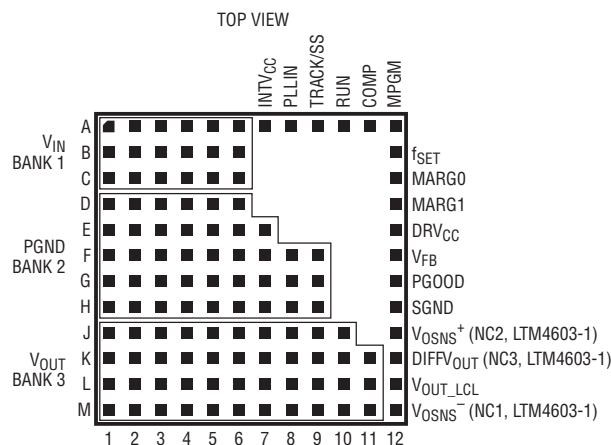 TOP VIEW
INTVCC
PLLIN
TRACK/SS
RUN
COMP
MPGM
VIN
BANK 1
PGND
BANK 2
VOUT
BANK 3
A
B
C
D
E
F
G
H
J
K
L
M
fSET
MARG0
MARG1
DRVCC
VFB
PGOOD
SGND
VOSNS+ (NC2, LTM4603-1)
DIFFVOUT (NC3, LTM4603-1)
VOUT_LCL
VOSNS– (NC1, LTM4603-1)
1 2 3 4 5 6 7 8 9 10 11 12